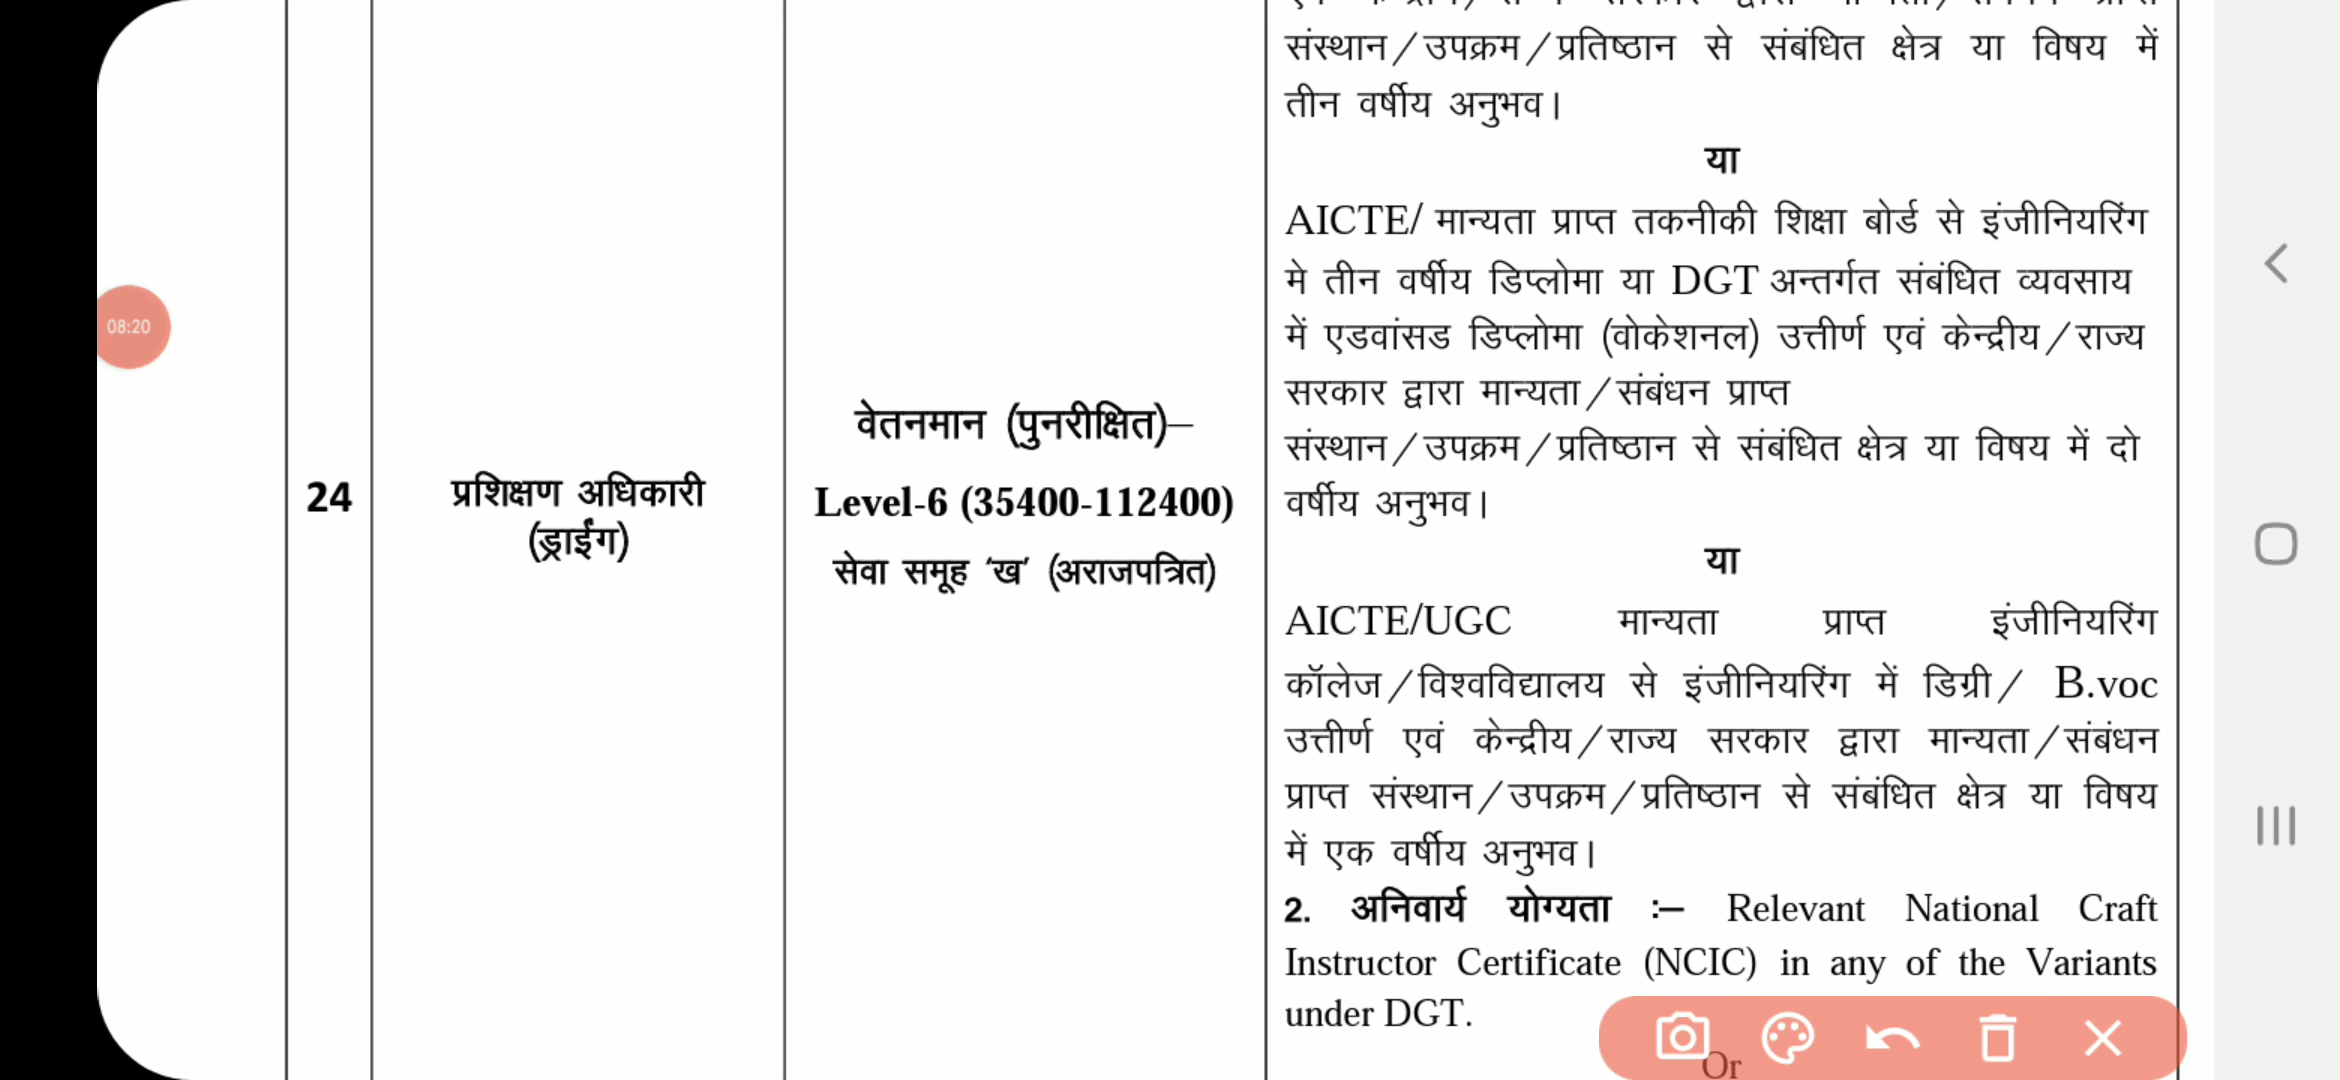 संस्थान/उपक्रम/प्रतिष्ठान से संबंधित क्षेत्र या विषय में
तीन वर्षीय अनुभव।
या
AICTE/ मान्यता प्राप्त तकनीकी शिक्षा बोर्ड से इंजीनियरिंग
मे तीन वर्षीय डिप्लोमा या DGT अन्तर्गत संबंधित व्यवसाय
में एडवांसड डिप्लोमा (वोकेशनल) उत्तीर्ण एवं केन्द्रीय/राज्य
सरकार द्वारा मान्यता/संबंधन प्राप्त
संस्थान/उपक्रम/प्रतिष्ठान से संबंधित क्षेत्र या विषय में दो
वर्षीय अनुभव।
या
AICTE/UGC मान्यता प्राप्त इंजीनियरिंग
कॉलेज/विश्वविद्यालय से इंजीनियरिंग में डिग्री/ B.voc
उत्तीर्ण एवं केन्द्रीय/राज्य सरकार द्वारा मान्यता/संबंधन
प्राप्त संस्थान/उपक्रम/प्रतिष्ठान से संबंधित क्षेत्र या विषय
में एक वर्षीय अनुभव।
2. अनिवार्य योग्यता :– Relevant National Craft
Instructor Certificate (NCIC) in any of the Variants
under DGT.
Or
24
प्रशिक्षण अधिकारी
(ड्राईंग)
वेतनमान (पुनरीक्षित)–
Level-6 (35400-112400)
सेवा समूह ‘ख’ (अराजपत्रित)
08:20